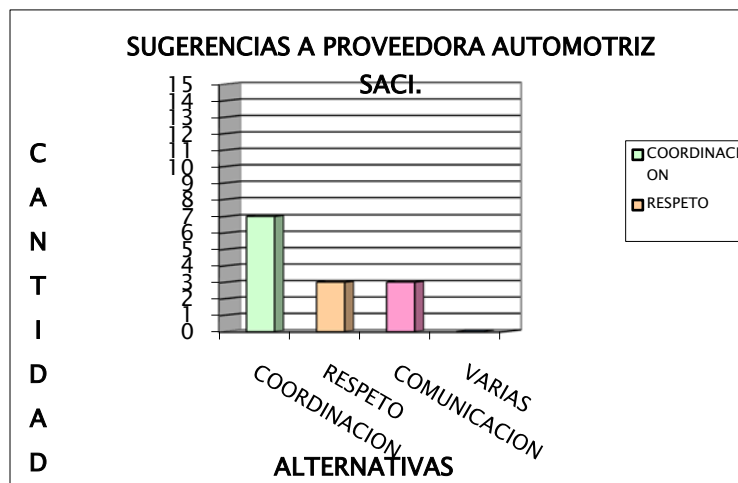 SUGERENCIAS A PROVEEDORA AUTOMOTRIZ
SACI.
C
A
N
T
I
D
A
D
15
14
13
12
11
10
9
8
7
6
5
4
3
2
1
0
COORDINACION
RESPETO
COMUNICACION
VARIAS
ALTERNATIVAS
COORDINACI
ON
RESPETO